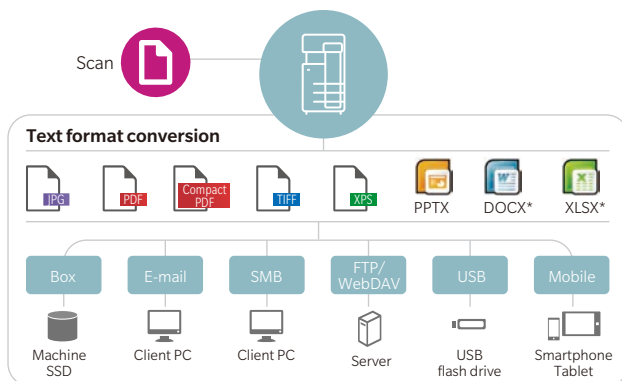 Scan
Text format conversion
JPG
PDF
Compact
PDF
TIFF
XPS
PPTX
DOCX*
XLSX*
Box
E-mail
SMB
FTP/
WebDAV
USB
Mobile
Machine
SSD
Client PC
Client PC
Server
USB
flash drive
Smartphone
Tablet